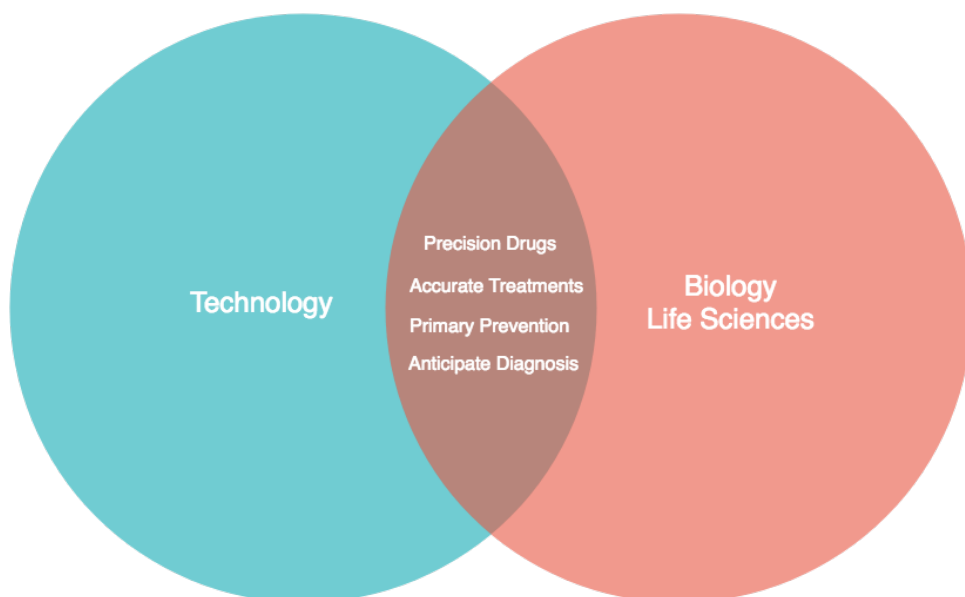 Technology
Precision Drugs
Accurate Treatments
Primary Prevention
Anticipate Diagnosis
Biology
Life Sciences